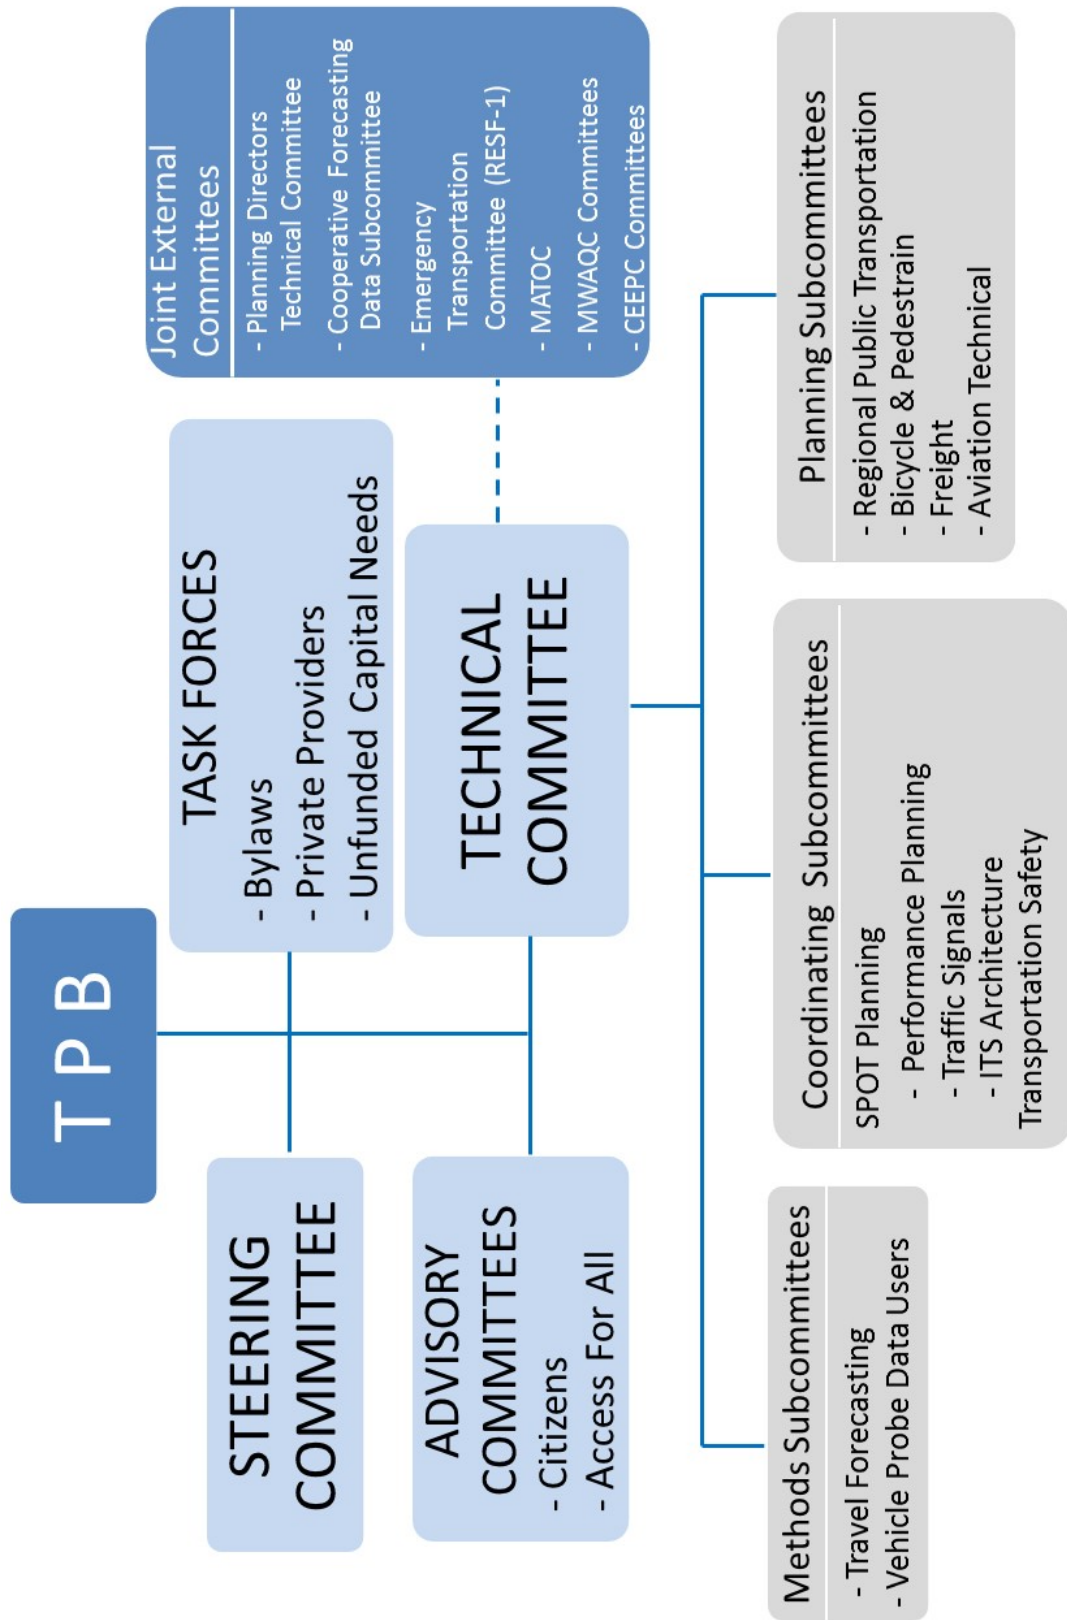 T P B
STEERING
COMMITTEE
TASK FORCES
- Bylaws
- Private Providers
- Unfunded Capital Needs
Joint External
Committees
- Planning Directors
Technical Committee
- Cooperative Forecasting
Data Subcommittee
- Emergency
Transportation
Committee (RESF-1)
- MATOC
- MWAQC Committees
- CEEPC Committees
ADVISORY
COMMITTEES
- Citizens
- Access For All
TECHNICAL
COMMITTEE
Methods Subcommittees
- Travel Forecasting
- Vehicle Probe Data Users
Coordinating Subcommittees
SPOT Planning
- Performance Planning
- Traffic Signals
- ITS Architecture
Transportation Safety
Planning Subcommittees
- Regional Public Transportation
- Bicycle & Pedestrain
- Freight
- Aviation Technical